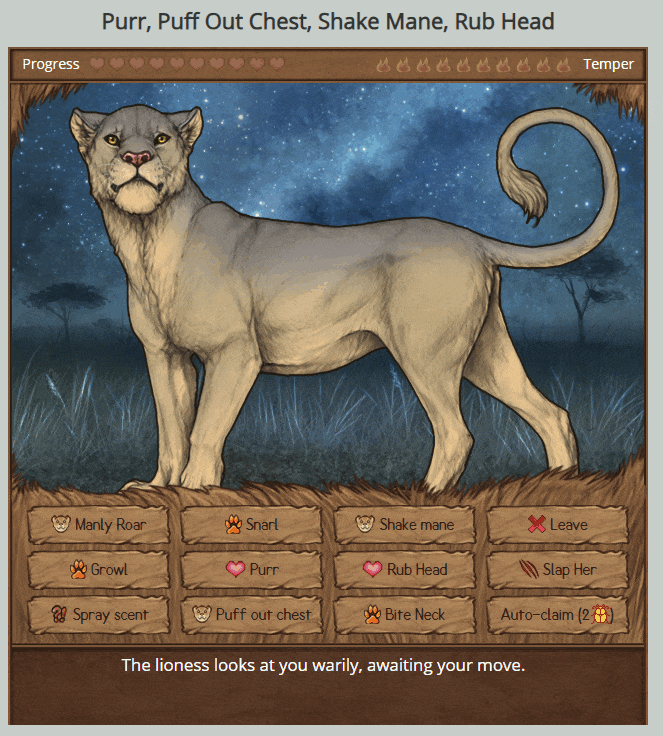 Purr, Puff Out Chest, Shake Mane, Rub Head
Progress Temper
Manly Roar Snarl Shake mane Leave
Growl Purr Rub Head Slap Her
Spray scent Puff out chest Bite Neck Auto-claim (2)
The lioness looks at you warily, awaiting your move.